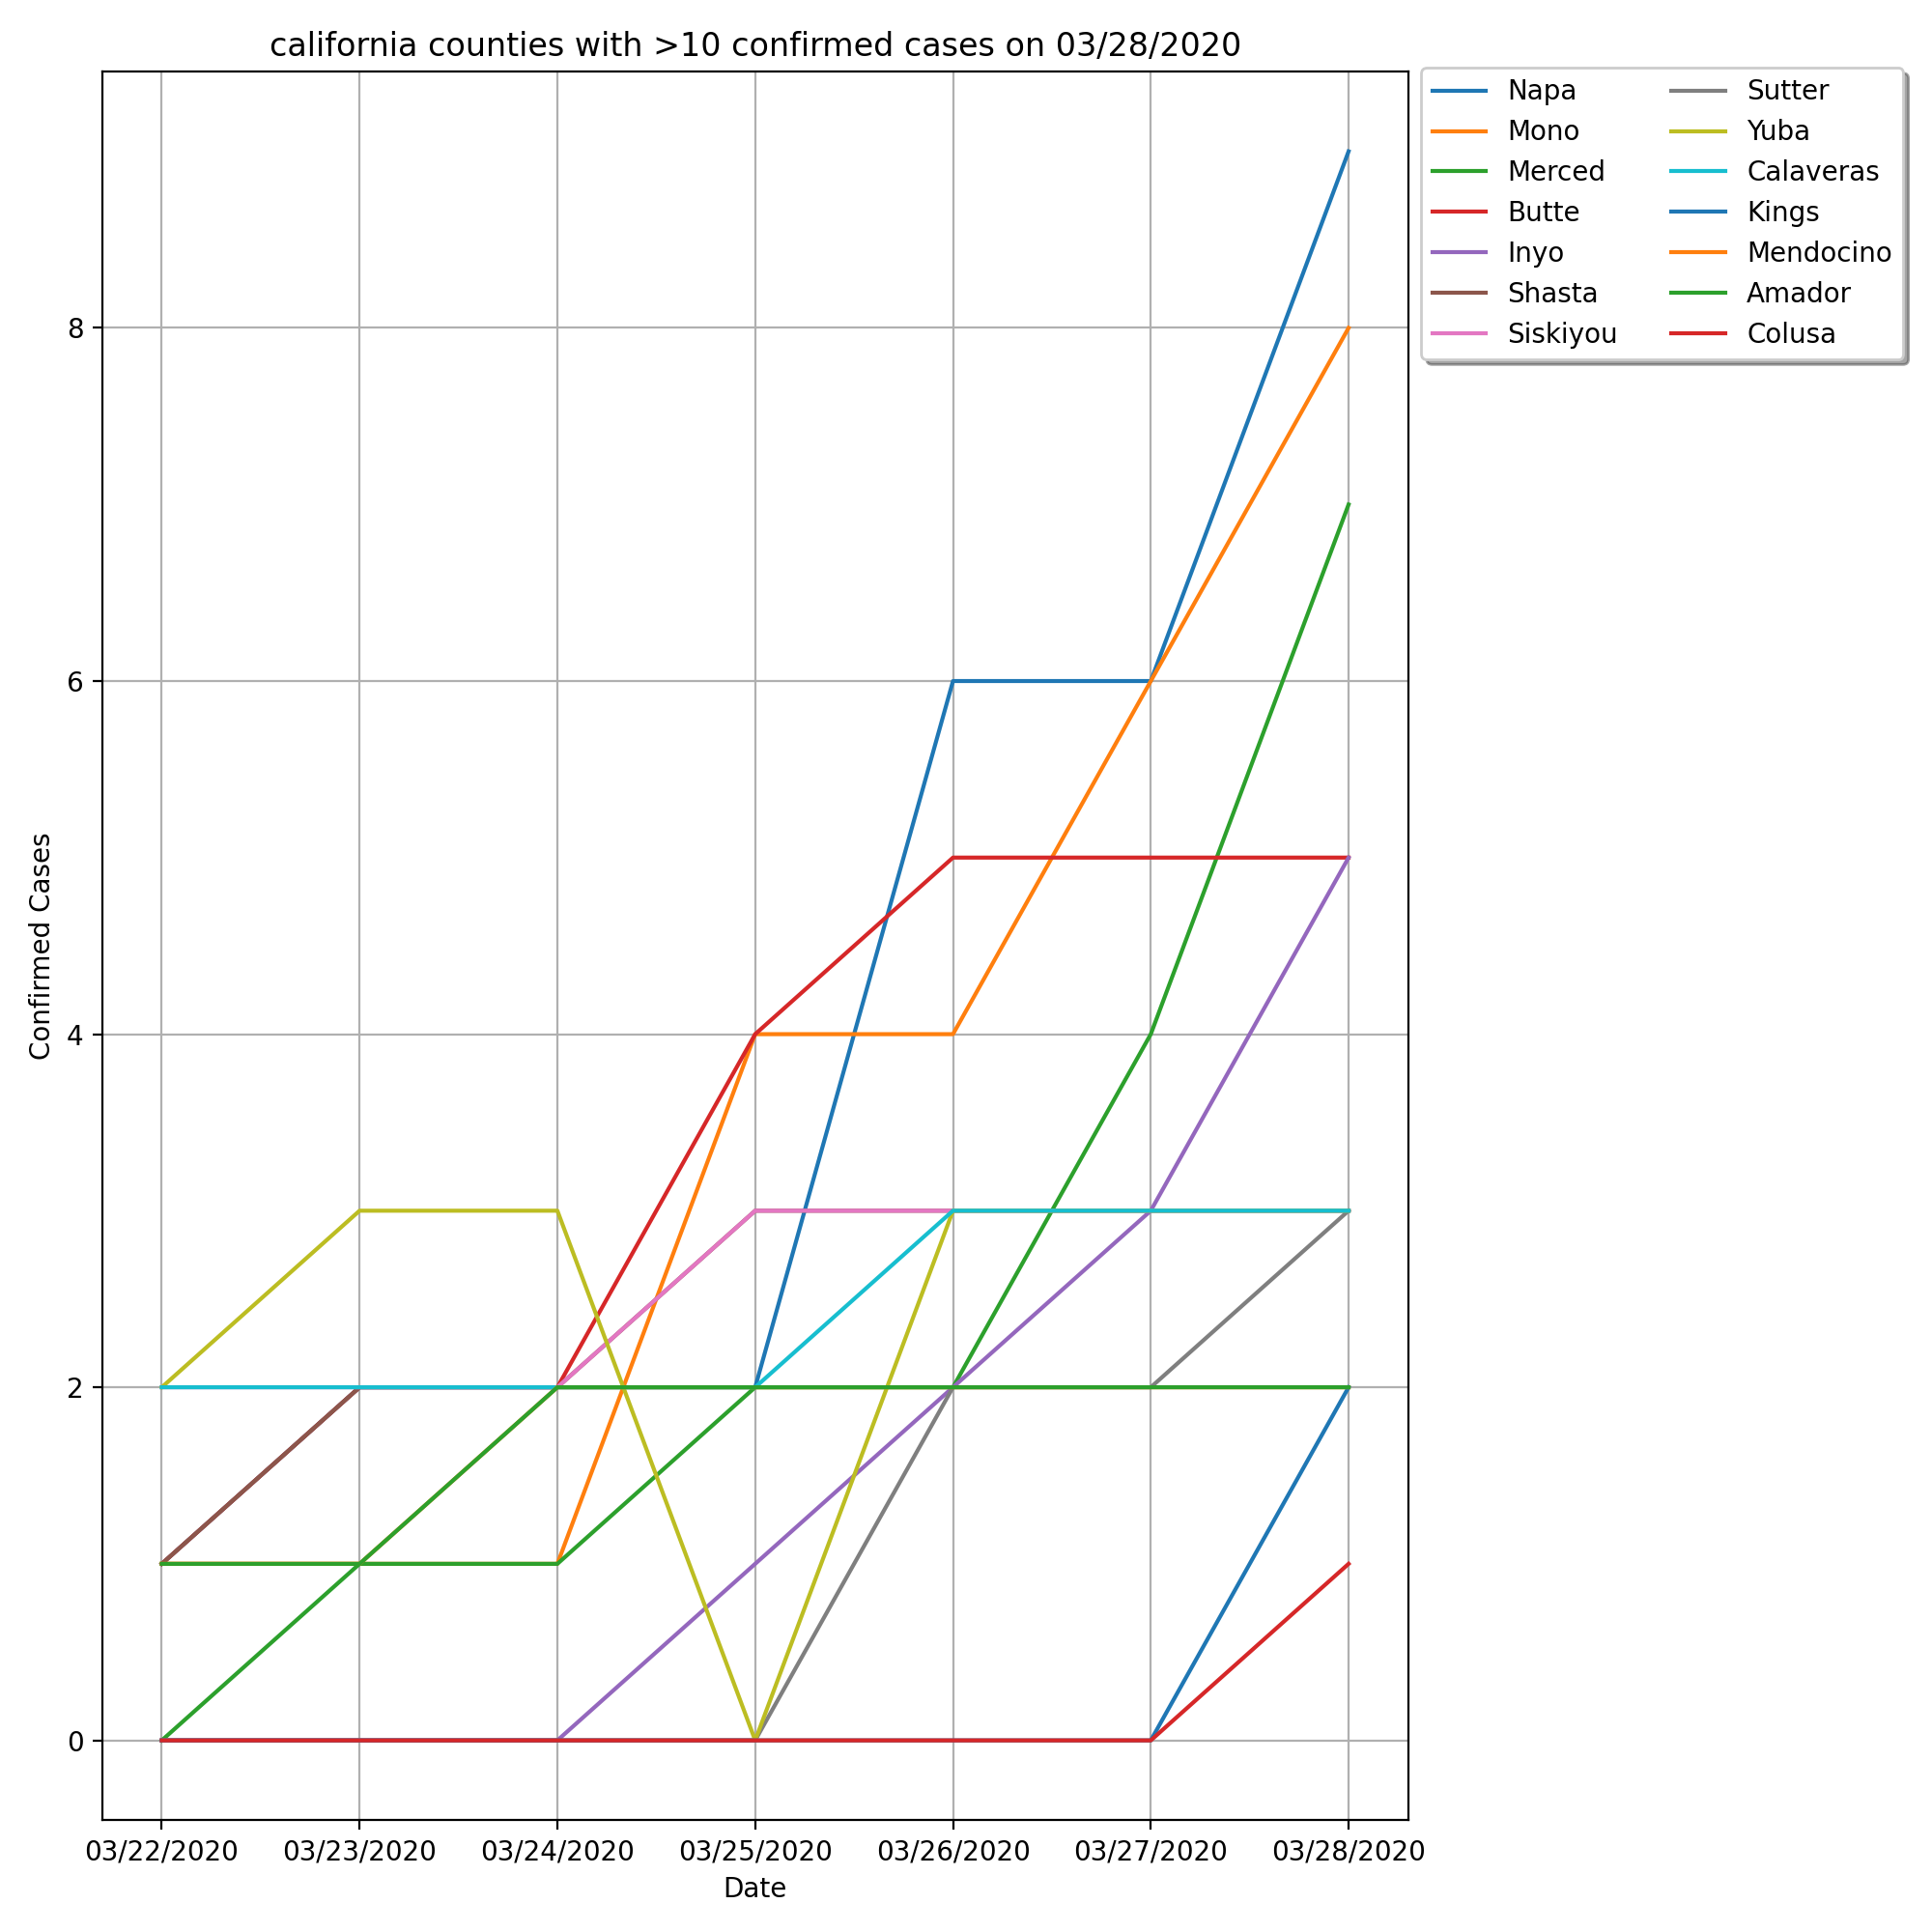 california counties with >10 confirmed cases on 03/28/2020
Napa
Mono
Merced
Butte
Inyo
Shasta
Siskiyou
Sutter
Yuba
Calaveras
Kings
Mendocino
Amador
Colusa
Confirmed Cases
8
6
4
2
0
03/22/2020 03/23/2020 03/24/2020 03/25/2020 03/26/2020 03/27/2020 03/28/2020
Date